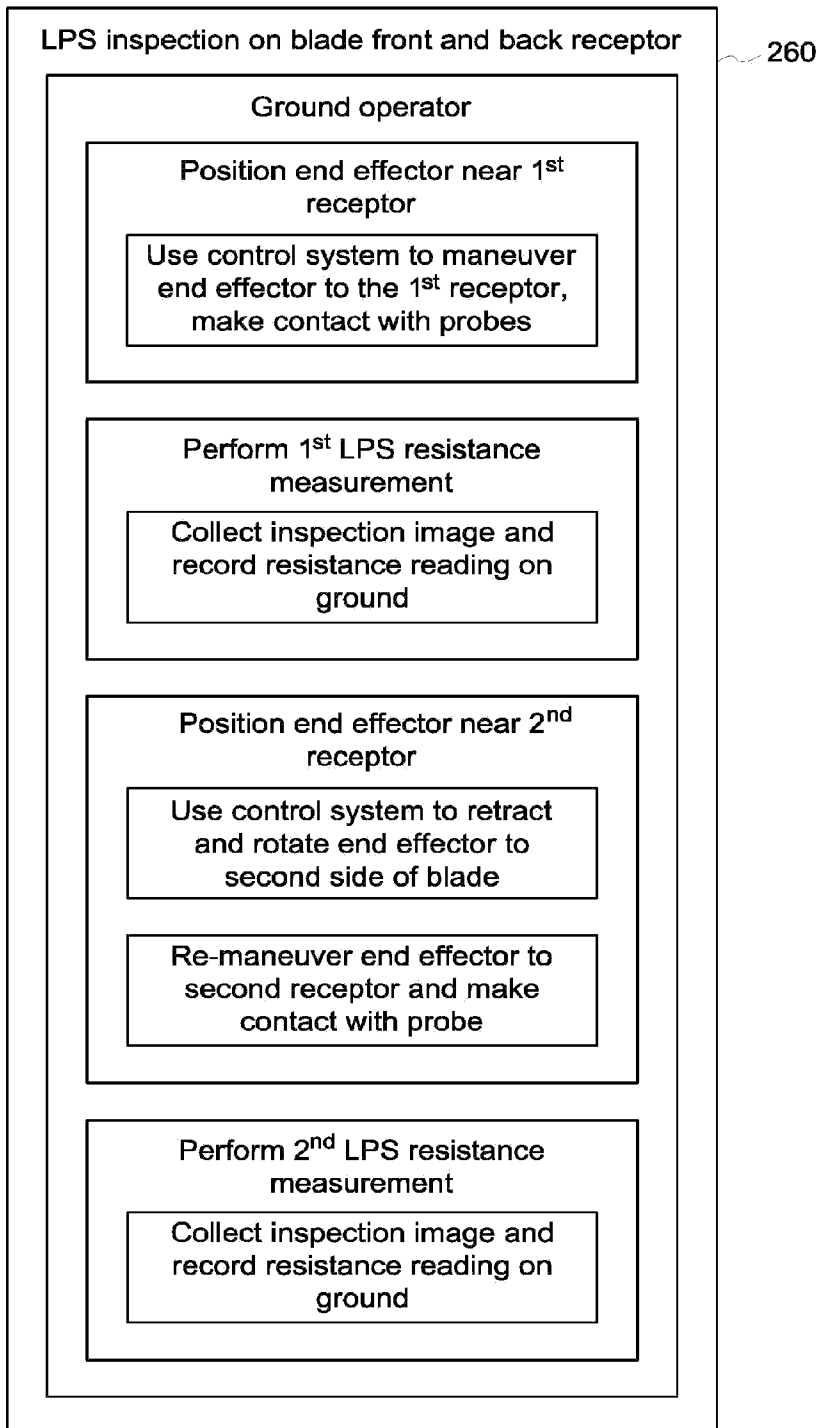 LPS inspection on blade front and back receptor
260
Ground operator
Position end effector near 1st
receptor
Use control system to maneuver
end effector to the 1st receptor,
make contact with probes
Perform 1st LPS resistance
measurement
Collect inspection image and
record resistance reading on
ground
Position end effector near 2nd
receptor
Use control system to retract
and rotate end effector to
second side of blade
Re-maneuver end effector to
second receptor and make
contact with probe
Perform 2nd LPS resistance
measurement
Collect inspection image and
record resistance reading on
ground